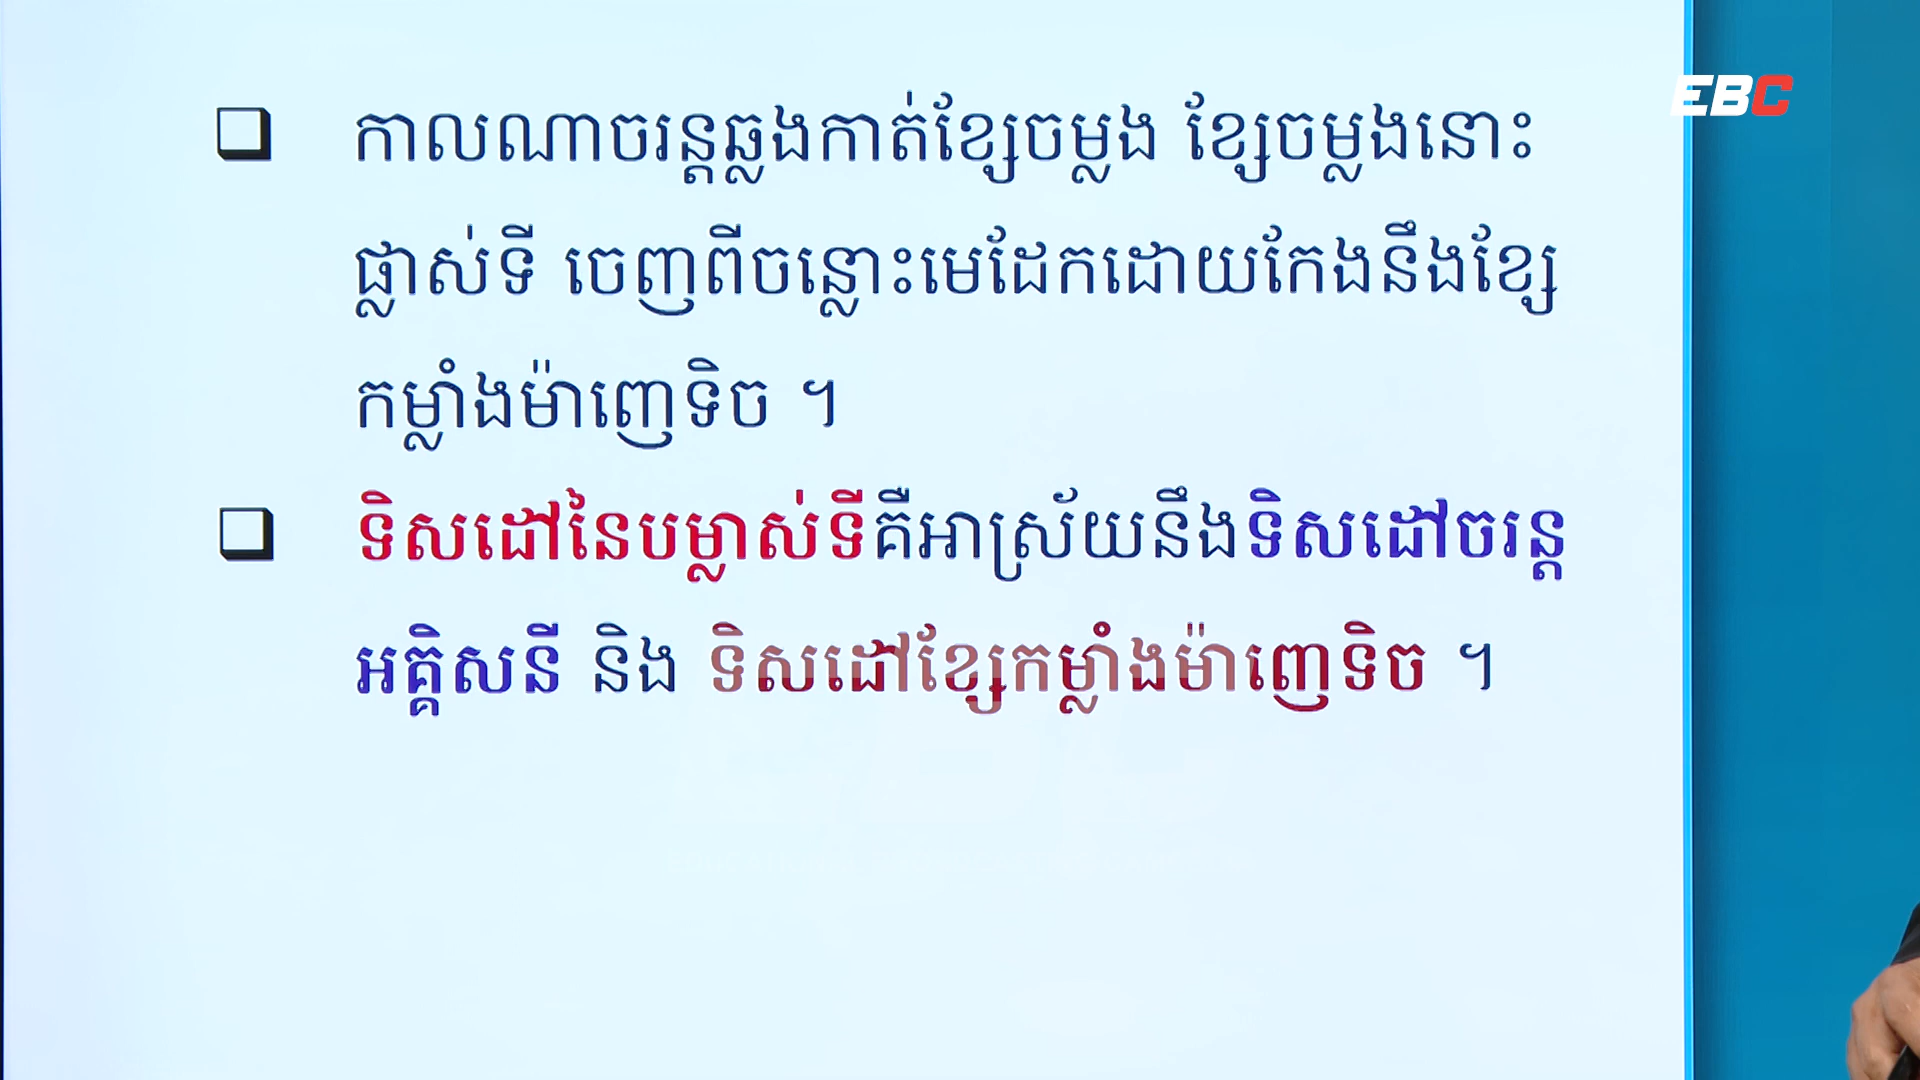 EBC
❑ កាលណាចរន្តឆ្លងកាត់ខ្សែចម្លង ខ្សែចម្លងនោះ
ផ្លាស់ទី ចេញពីចន្លោះមេដែកដោយកែងនឹងខ្សែ
កម្លាំងម៉ាញេទិច ។
❑ ទិសដៅនៃបម្លាស់ទីគឺអាស្រ័យនឹងទិសដៅចរន្ត
អគ្គិសនី និង ទិសដៅខ្សែកម្លាំងម៉ាញេទិច ។